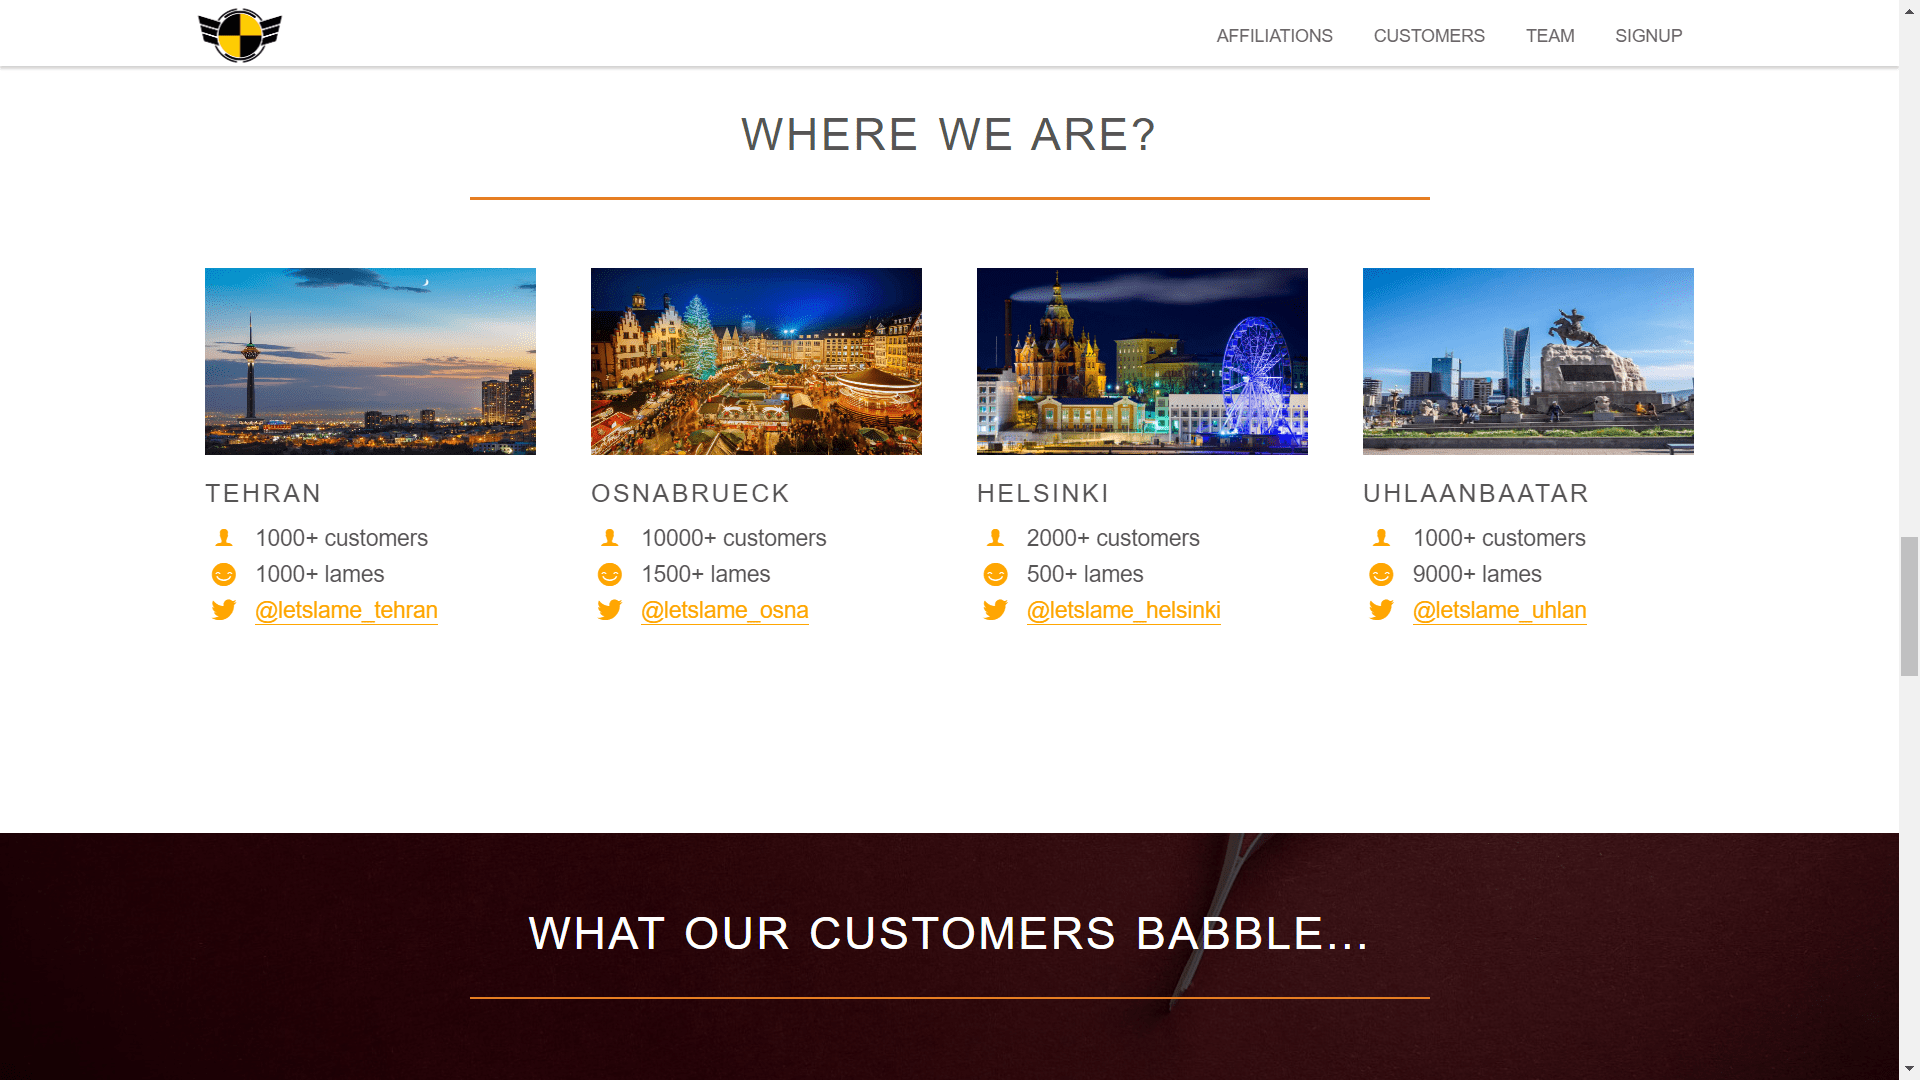 AFFILIATIONS CUSTOMERS TEAM SIGNUP
WHERE WE ARE?
TEHRAN
1000+ customers
1000+ lames
@letslame_tehran
OSNABRUECK
10000+ customers
1500+ lames
@letslame_osna
HELSINKI
2000+ customers
500+ lames
@letslame_helsinki
UHLAANBAATAR
1000+ customers
9000+ lames
@letslame_uhlan
WHAT OUR CUSTOMERS BABBLE...